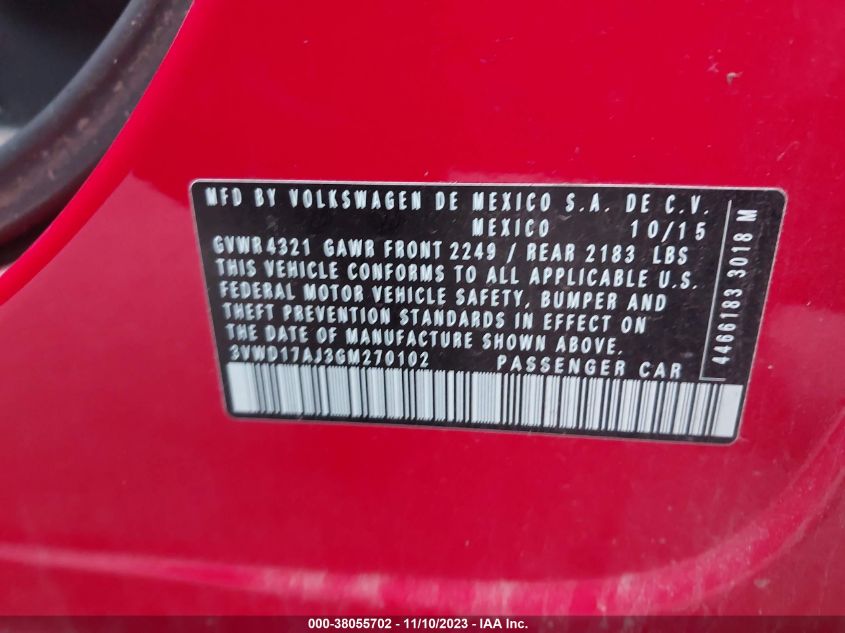 MFD BY VOLKSWAGEN DE MEXICO S.A. DE C.V.
MEXICO 10/15
GVWR 4321 GAWR FRONT 2249 / REAR 2183 LBS
THIS VEHICLE CONFORMS TO ALL APPLICABLE U.S.
FEDERAL MOTOR VEHICLE SAFETY, BUMPER AND
THEFT PREVENTION STANDARDS IN EFFECT ON
THE DATE OF MANUFACTURE SHOWN ABOVE.
3VWD17AJ3GM270102 PASSENGER CAR
4466183 3018 M
000-38055702 - 11/10/2023 - IAA Inc.